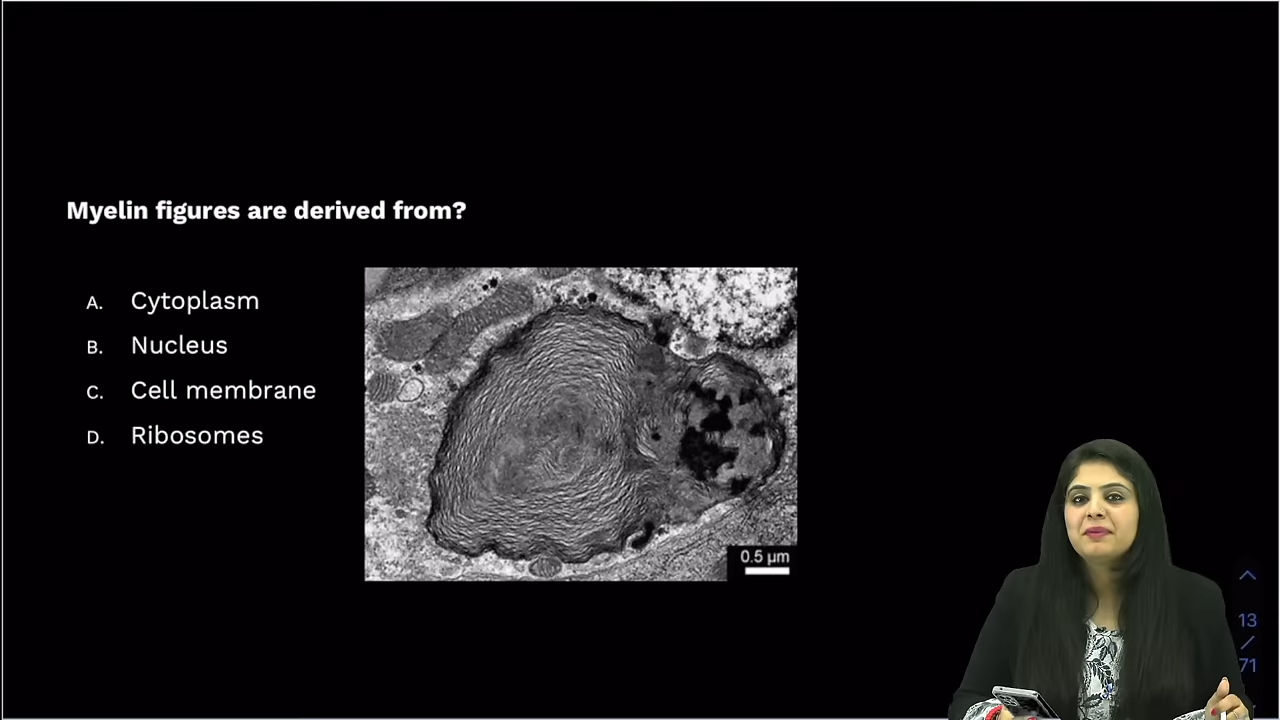 Myelin figures are derived from?
A. Cytoplasm
B. Nucleus
C. Cell membrane
D. Ribosomes
0.5 µm
13
/
71